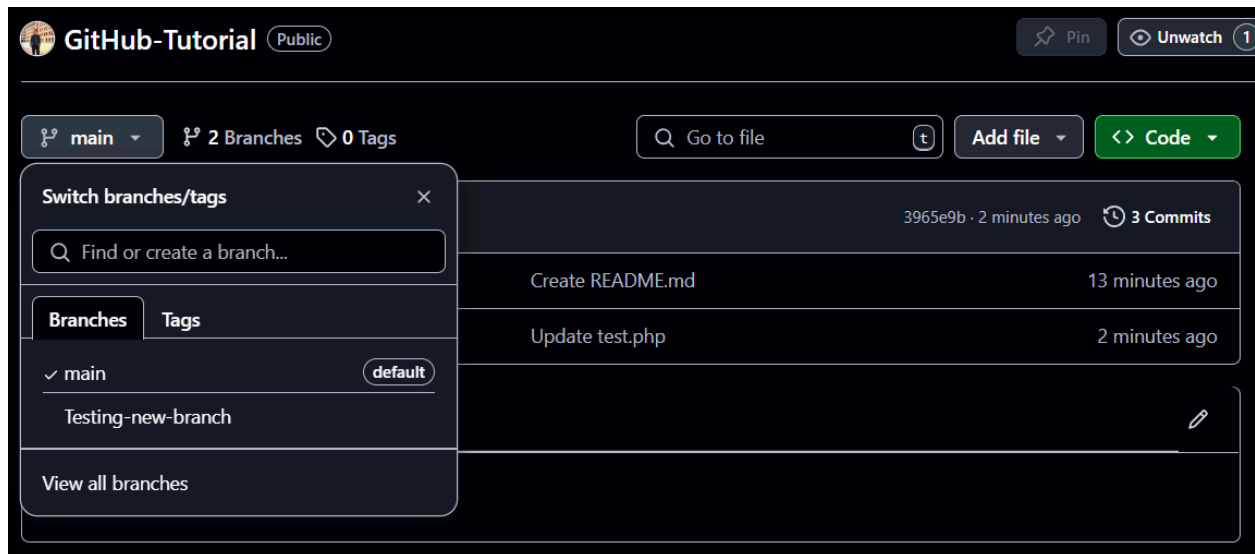 GitHub-Tutorial Public Pin Unwatch 1
main 2 Branches 0 Tags Go to file t Add file <> Code
Switch branches/tags
Find or create a branch...
3965e9b · 2 minutes ago 3 Commits
Create README.md 13 minutes ago
Branches Tags
Update test.php 2 minutes ago
main default
Testing-new-branch
View all branches